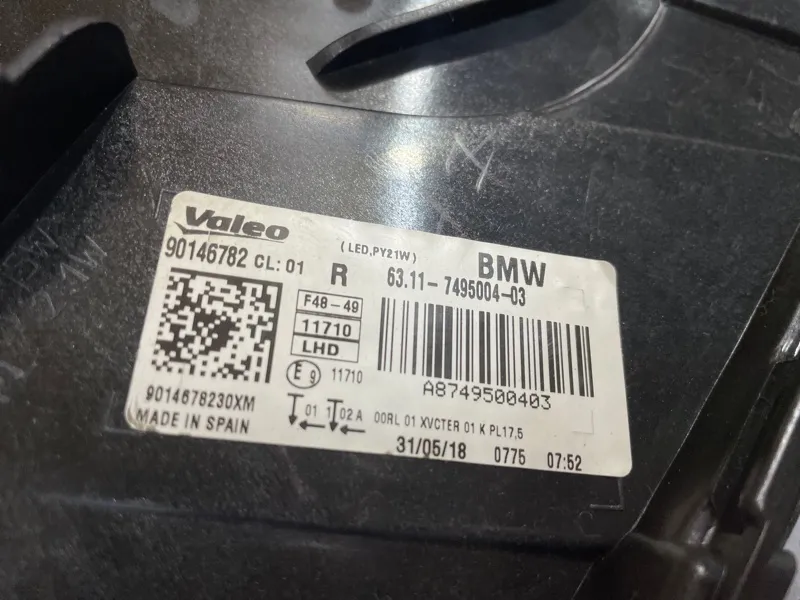 Valeo
(LED,PY21W)
BMW
90146782 CL: 01
R
63.11- 7495004-03
F48-49
11710
LHD
E9 11710
A8749500403
9014678230XM
MADE IN SPAIN
01 1 02 A 00RL 01 XVCTER 01 K PL17,5
31/05/18 0775 07:52